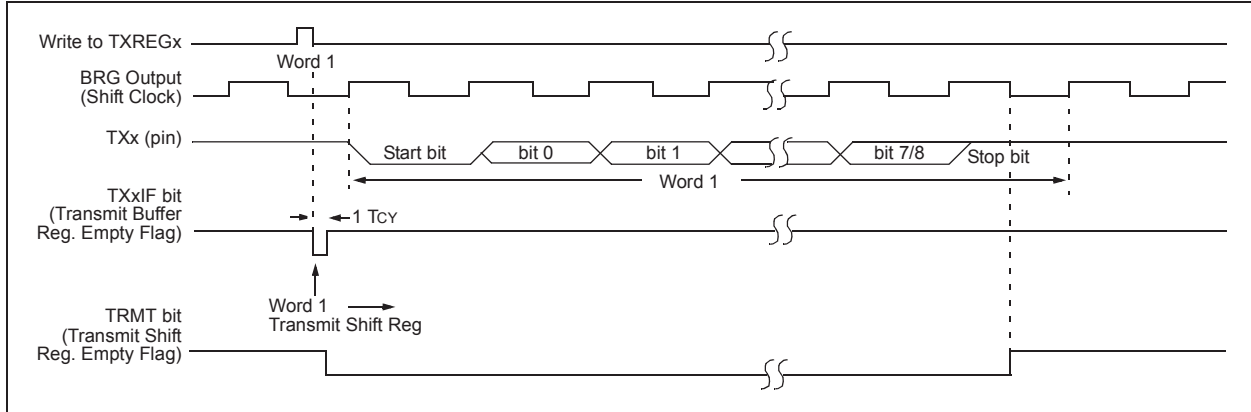 Write to TXREGx
Word 1
BRG Output
(Shift Clock)
TXx (pin)
Start bit
bit 0
bit 1
bit 7/8
Stop bit
Word 1
TXxIF bit
(Transmit Buffer
Reg. Empty Flag)
1 TCY
Word 1
Transmit Shift Reg
TRMT bit
(Transmit Shift
Reg. Empty Flag)